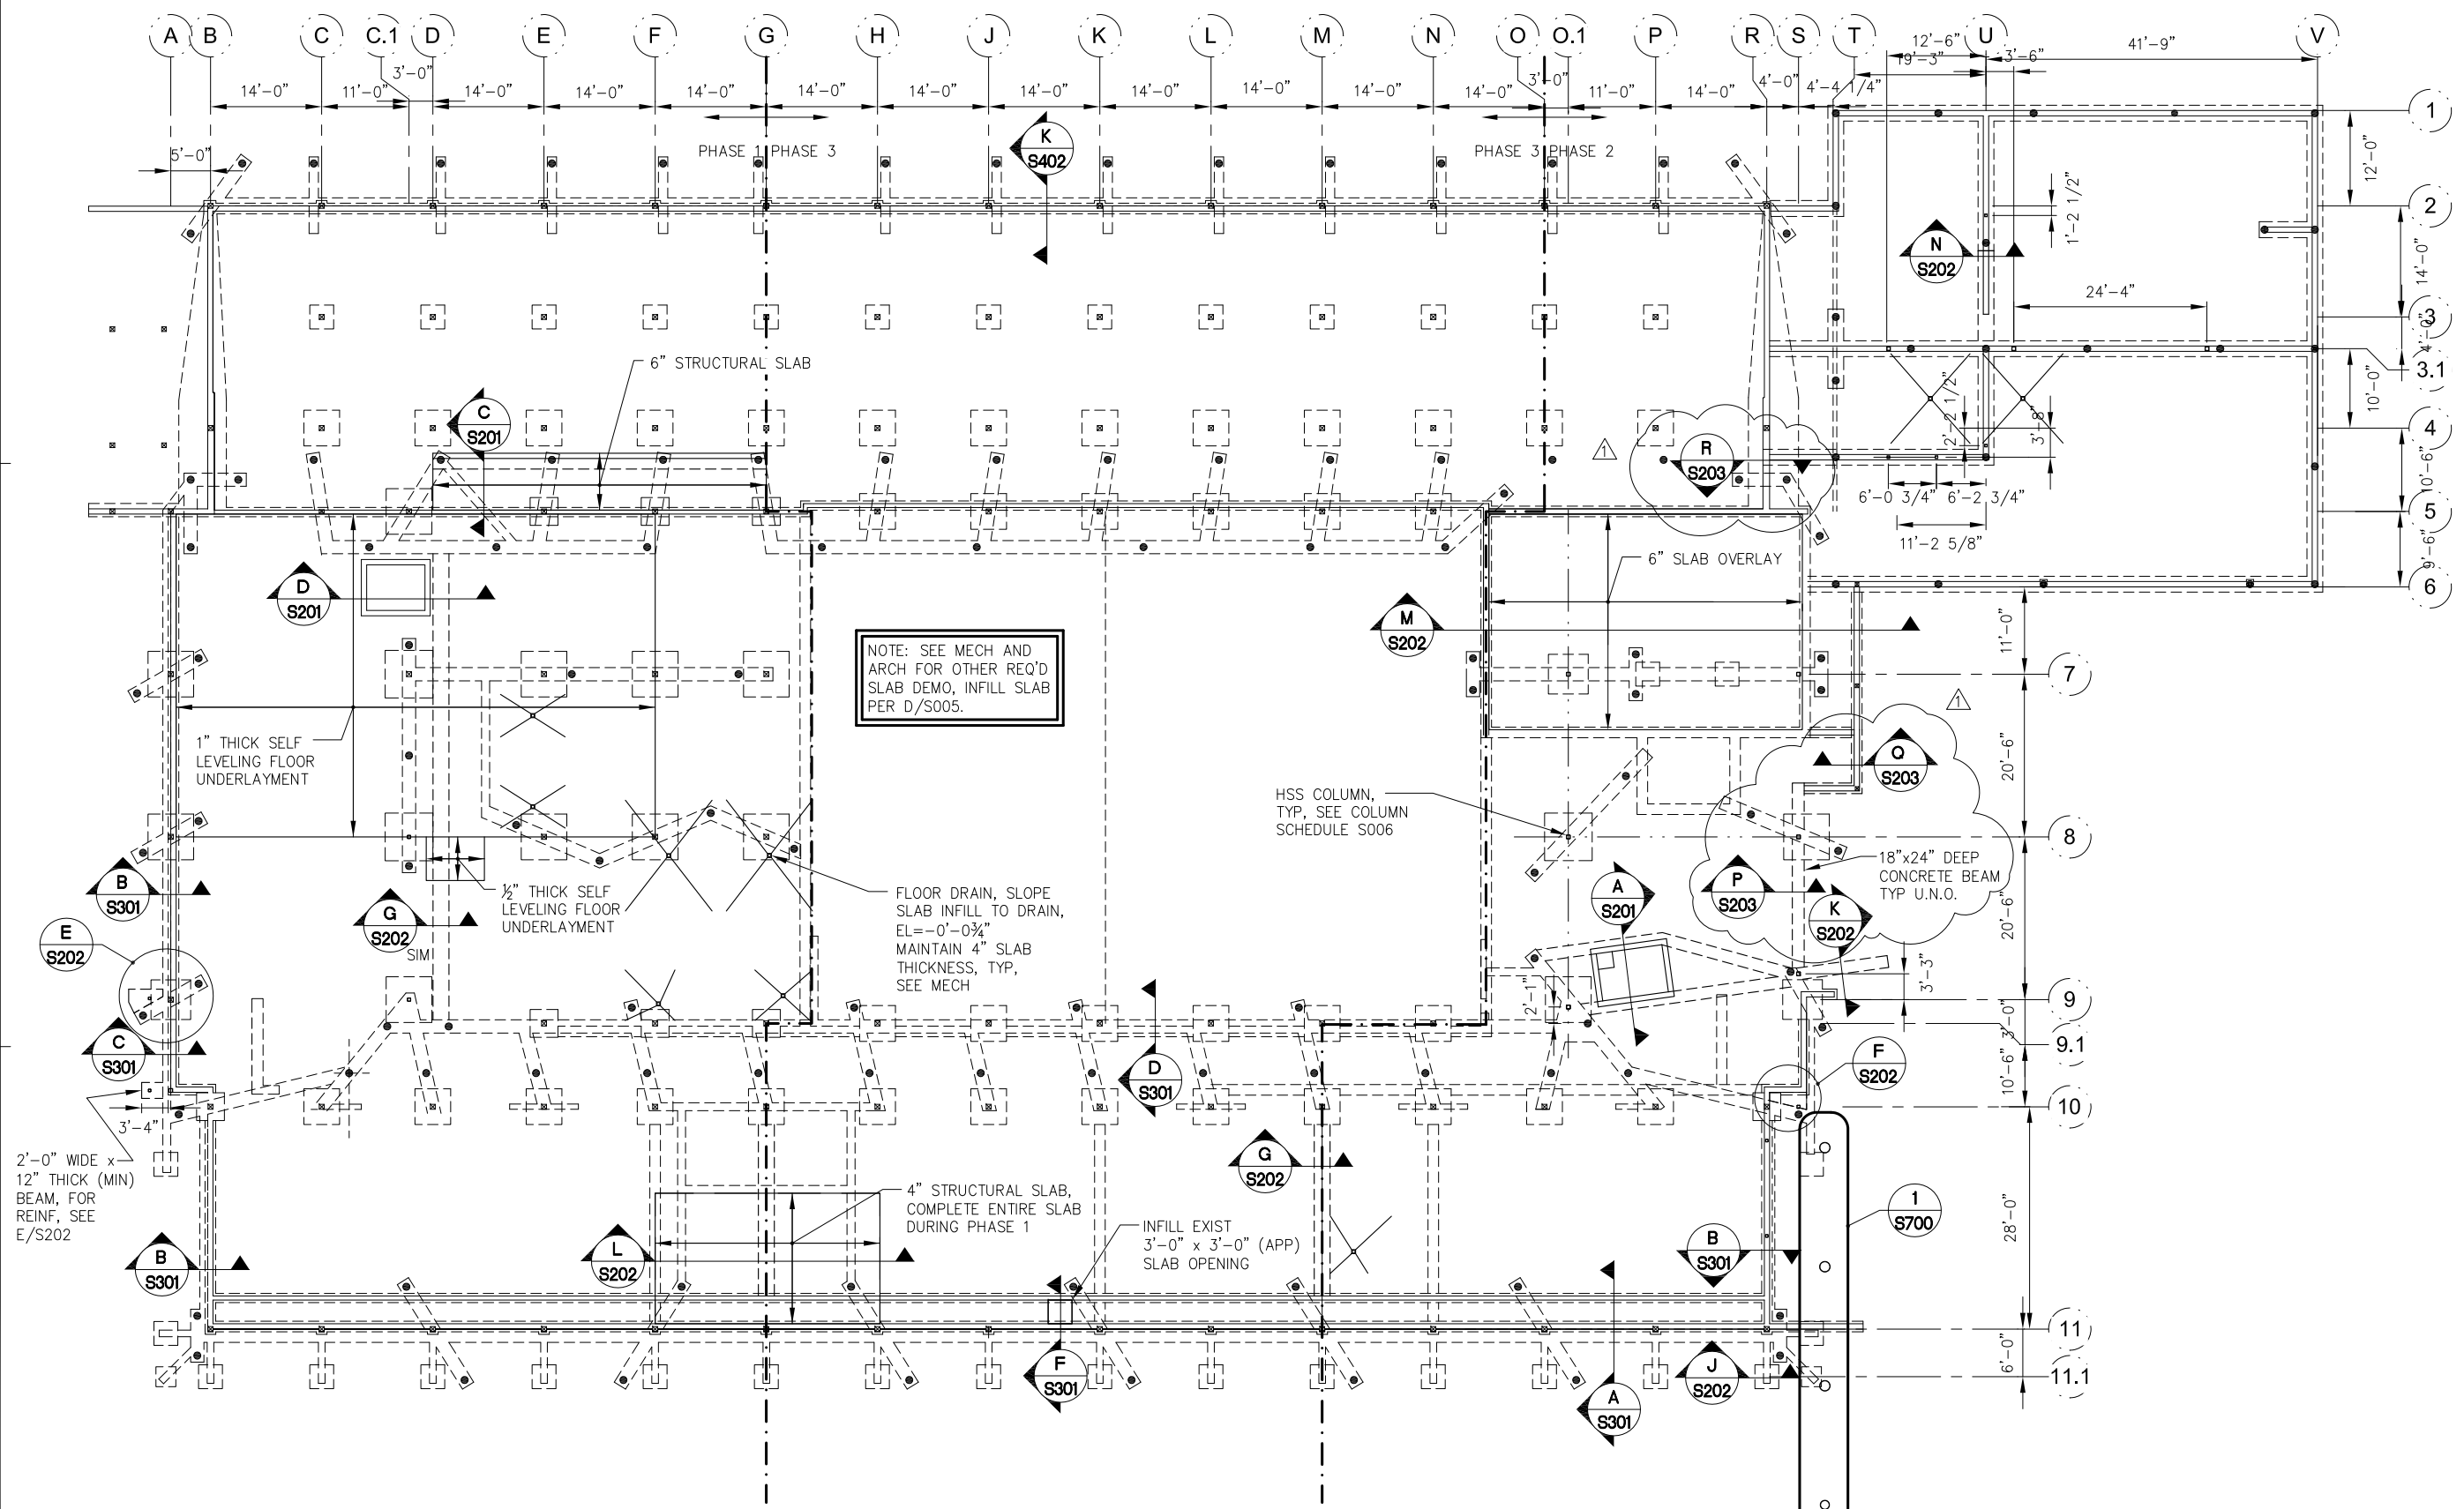 A B C C.1 D E F G H J K L M N O O.1 P R S T U V
12'-6"
41'-9"
19'-3"
3'-6"
3'-0"
3'-0"
4'-0"
4'-4 1/4"
14'-0" 11'-0" 14'-0" 14'-0" 14'-0" 14'-0" 14'-0" 14'-0" 14'-0" 14'-0" 14'-0" 14'-0" 11'-0" 14'-0"
1
PHASE 1 PHASE 3
K
S402
PHASE 3 PHASE 2
5'-0"
12'-0"
2
1'-2 1/2"
N
S202
14'-0"
24'-4"
3
4'-0"
3.1
6" STRUCTURAL SLAB
10'-0"
C
S201
2'-2 1/2"
3'-8"
4
1
R
S203
10'-6"
6'-0 3/4" 6'-2 3/4"
5
11'-2 5/8"
9'-6"
6" SLAB OVERLAY
6
D
S201
M
S202
11'-0"
NOTE: SEE MECH AND
ARCH FOR OTHER REQ'D
SLAB DEMO, INFILL SLAB
PER D/S005.
7
1
1" THICK SELF
LEVELING FLOOR
UNDERLAYMENT
20'-6"
Q
S203
HSS COLUMN,
TYP, SEE COLUMN
SCHEDULE S006
8
18"x24" DEEP
CONCRETE BEAM
TYP U.N.O.
B
S301
½" THICK SELF
LEVELING FLOOR
UNDERLAYMENT
FLOOR DRAIN, SLOPE
SLAB INFILL TO DRAIN,
EL=-0'-0¾"
MAINTAIN 4" SLAB
THICKNESS, TYP,
SEE MECH
A
S201
P
S203
K
S202
G
S202
SIM
E
S202
20'-6"
3'-3"
2'-1"
9
3'-0"
9.1
C
S301
D
S301
F
S202
10'-6"
10
3'-4"
2'-0" WIDE x
12" THICK (MIN)
BEAM, FOR
REINF, SEE
E/S202
G
S202
4" STRUCTURAL SLAB,
COMPLETE ENTIRE SLAB
DURING PHASE 1
INFILL EXIST
3'-0" x 3'-0" (APP)
SLAB OPENING
1
S700
28'-0"
B
S301
L
S202
B
S301
11
6'-0"
F
S301
J
S202
11.1
A
S301